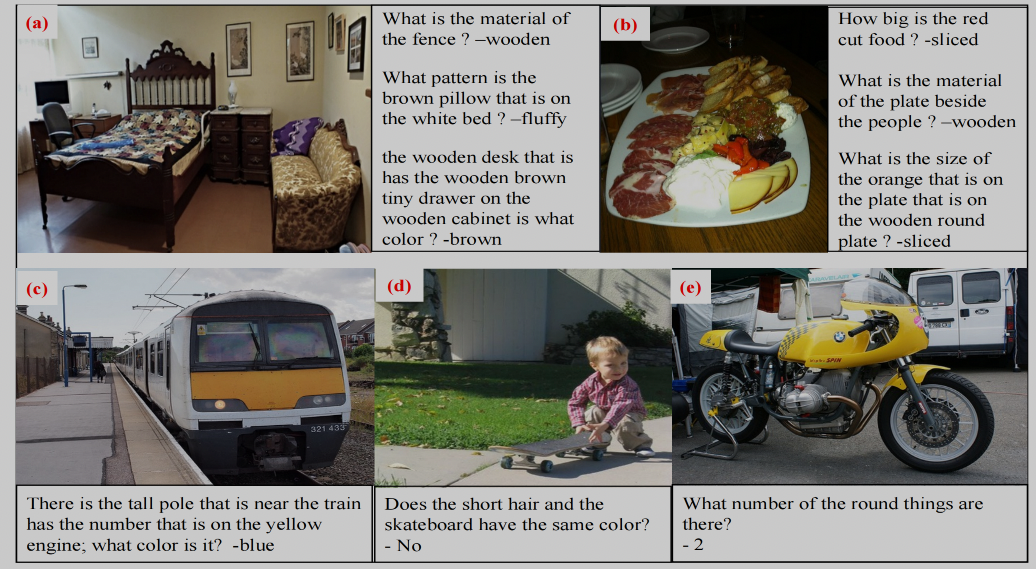 (a)
What is the material of
the fence ? –wooden
What pattern is the
brown pillow that is on
the white bed ? –fluffy
the wooden desk that is
has the wooden brown
tiny drawer on the
wooden cabinet is what
color ? -brown
(b)
How big is the red
cut food ? -sliced
What is the material
of the plate beside
the people ? –wooden
What is the size of
the orange that is on
the plate that is on
the wooden round
plate ? -sliced
(c)
321 433
There is the tall pole that is near the train
has the number that is on the yellow
engine; what color is it?  -blue
(d)
Does the short hair and the
skateboard have the same color?
- No
(e)
SPIN
What number of the round things are
there?
- 2